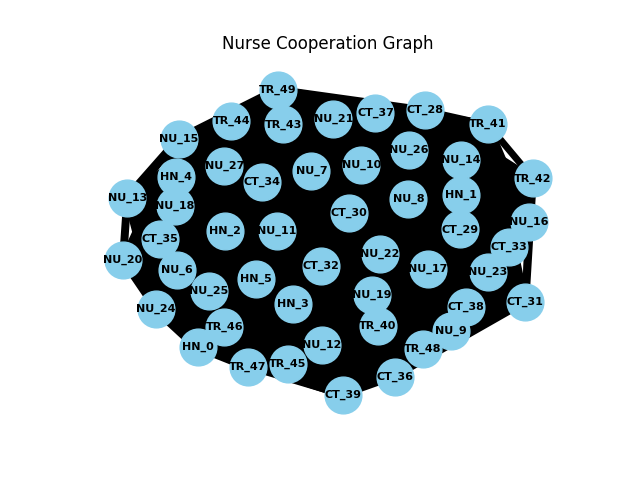 Nurse Cooperation Graph
TR_49
CT_37
CT_28
TR_44
TR_43
NU_21
TR_41
NU_15
NU_26
NU_14
NU_27
NU_10
HN_4
CT_34
NU_7
TR_42
NU_13
NU_18
NU_8
HN_1
CT_30
NU_16
CT_35
HN_2
NU_11
CT_29
CT_33
NU_20
NU_6
CT_32
NU_22
NU_17
NU_23
NU_25
HN_5
NU_24
HN_3
NU_19
CT_38
CT_31
TR_46
TR_40
NU_9
HN_0
NU_12
TR_48
TR_47
TR_45
CT_36
CT_39